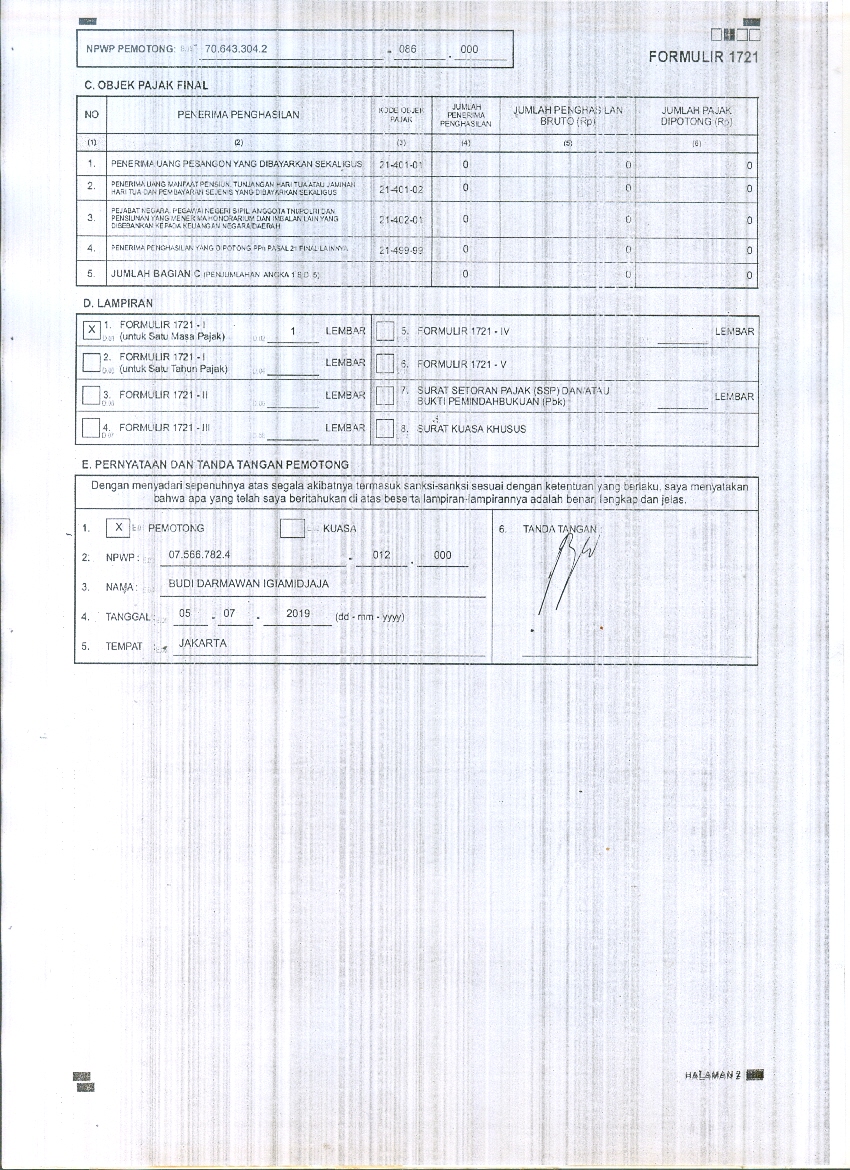 NPWP PEMOTONG: 70.643.304.2 - 086 . 000
FORMULIR 1721
C. OBJEK PAJAK FINAL
NO PENERIMA PENGHASILAN KODE OBJEK PAJAK JUMLAH PENERIMA PENGHASILAN JUMLAH PENGHASILAN BRUTO (Rp) JUMLAH PAJAK DIPOTONG (Rp)
(1) (2) (3) (4) (5) (6)
1. PENERIMA UANG PESANGON YANG DIBAYARKAN SEKALIGUS 21-401-01 0 0 0
2. PENERIMA UANG MANFAAT PENSIUN, TUNJANGAN HARI TUA ATAU JAMINAN
HARI TUA DAN PEMBAYARAN SEJENIS YANG DIBAYARKAN SEKALIGUS 21-401-02 0 0 0
3. PEJABAT NEGARA, PEGAWAI NEGERI SIPIL, ANGGOTA TNI/POLRI DAN
PENSIUNAN YANG MENERIMA HONORARIUM DAN IMBALAN LAIN YANG
DIBEBANKAN KEPADA KEUANGAN NEGARA/DAERAH 21-402-01 0 0 0
4. PENERIMA PENGHASILAN YANG DIPOTONG PPh PASAL 21 FINAL LAINNYA 21-499-99 0 0 0
5. JUMLAH BAGIAN C (PENJUMLAHAN ANGKA 1 S.D. 5) 0 0 0
D. LAMPIRAN
X 1. FORMULIR 1721 - I
(untuk Satu Masa Pajak) 1 LEMBAR
5. FORMULIR 1721 - IV LEMBAR
2. FORMULIR 1721 - I
(untuk Satu Tahun Pajak) LEMBAR
6. FORMULIR 1721 - V
3. FORMULIR 1721 - II LEMBAR
7. SURAT SETORAN PAJAK (SSP) DAN/ATAU
BUKTI PEMINDAHBUKUAN (Pbk) LEMBAR
4. FORMULIR 1721 - III LEMBAR
8. SURAT KUASA KHUSUS
E. PERNYATAAN DAN TANDA TANGAN PEMOTONG
Dengan menyadari sepenuhnya atas segala akibatnya termasuk sanksi-sanksi sesuai dengan ketentuan yang berlaku, saya menyatakan
bahwa apa yang telah saya beritahukan di atas beserta lampiran-lampirannya adalah benar, lengkap dan jelas.
1. X PEMOTONG KUASA
2. NPWP : 07.566.782.4 - 012 . 000
3. NAMA : BUDI DARMAWAN IGIAMIDJAJA
4. TANGGAL : 05 - 07 - 2019 (dd - mm - yyyy)
5. TEMPAT : JAKARTA
6. TANDA TANGAN :
HALAMAN 2